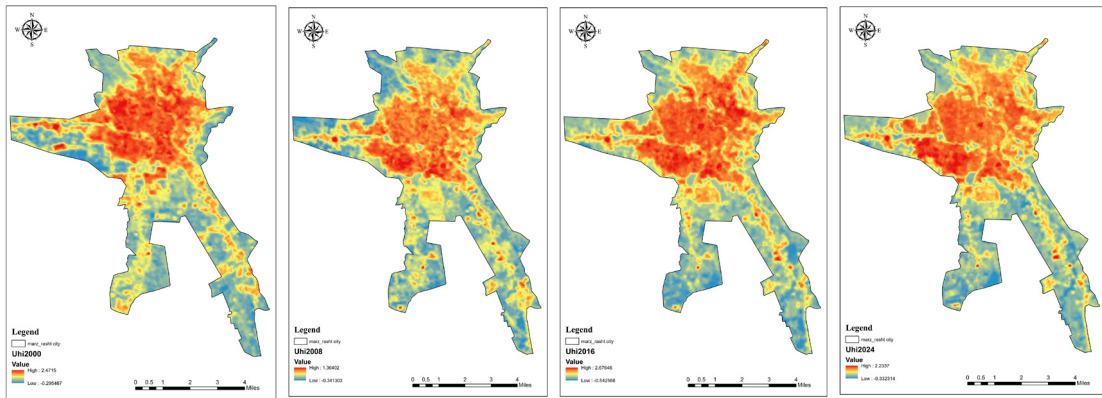 N
W E
S
Legend
marz_rasht city
Uhi2000
Value
High : 2.4715
Low : -0.295467
0 0.5 1 2 3 4
Miles
N
W E
S
Legend
marz_rasht city
Uhi2008
Value
High : 1.36402
Low : -0.341303
0 0.5 1 2 3 4
Miles
N
W E
S
Legend
marz_rasht city
Uhi2016
Value
High : 2.67646
Low : -0.542566
0 0.5 1 2 3 4
Miles
N
W E
S
Legend
marz_rasht city
Uhi2024
Value
High : 2.2337
Low : -0.332314
0 0.5 1 2 3 4
Miles